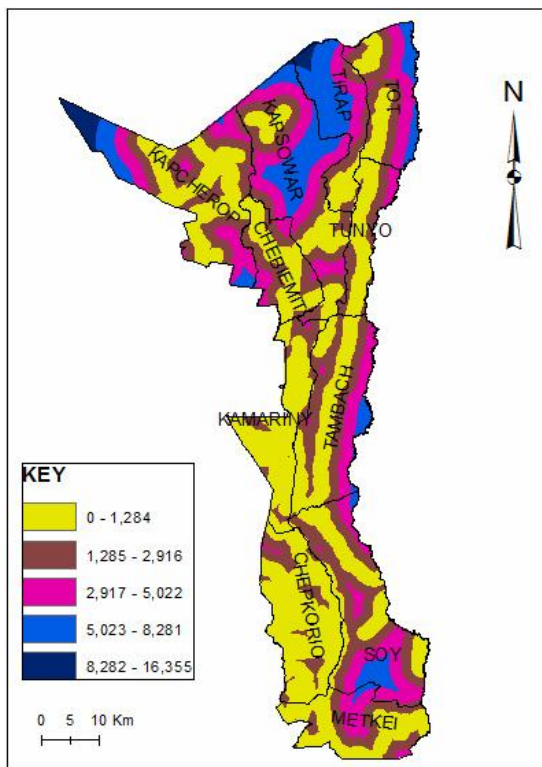 N
TOT
TIRAP
KAPSOWAR
KAPCHEROP
TUNYO
CHEBIEMIT
TAMBACH
KAMARINY
CHEPKORIO
SOY
METKEI
KEY
0 - 1,284
1,285 - 2,916
2,917 - 5,022
5,023 - 8,281
8,282 - 16,355
0 5 10 Km